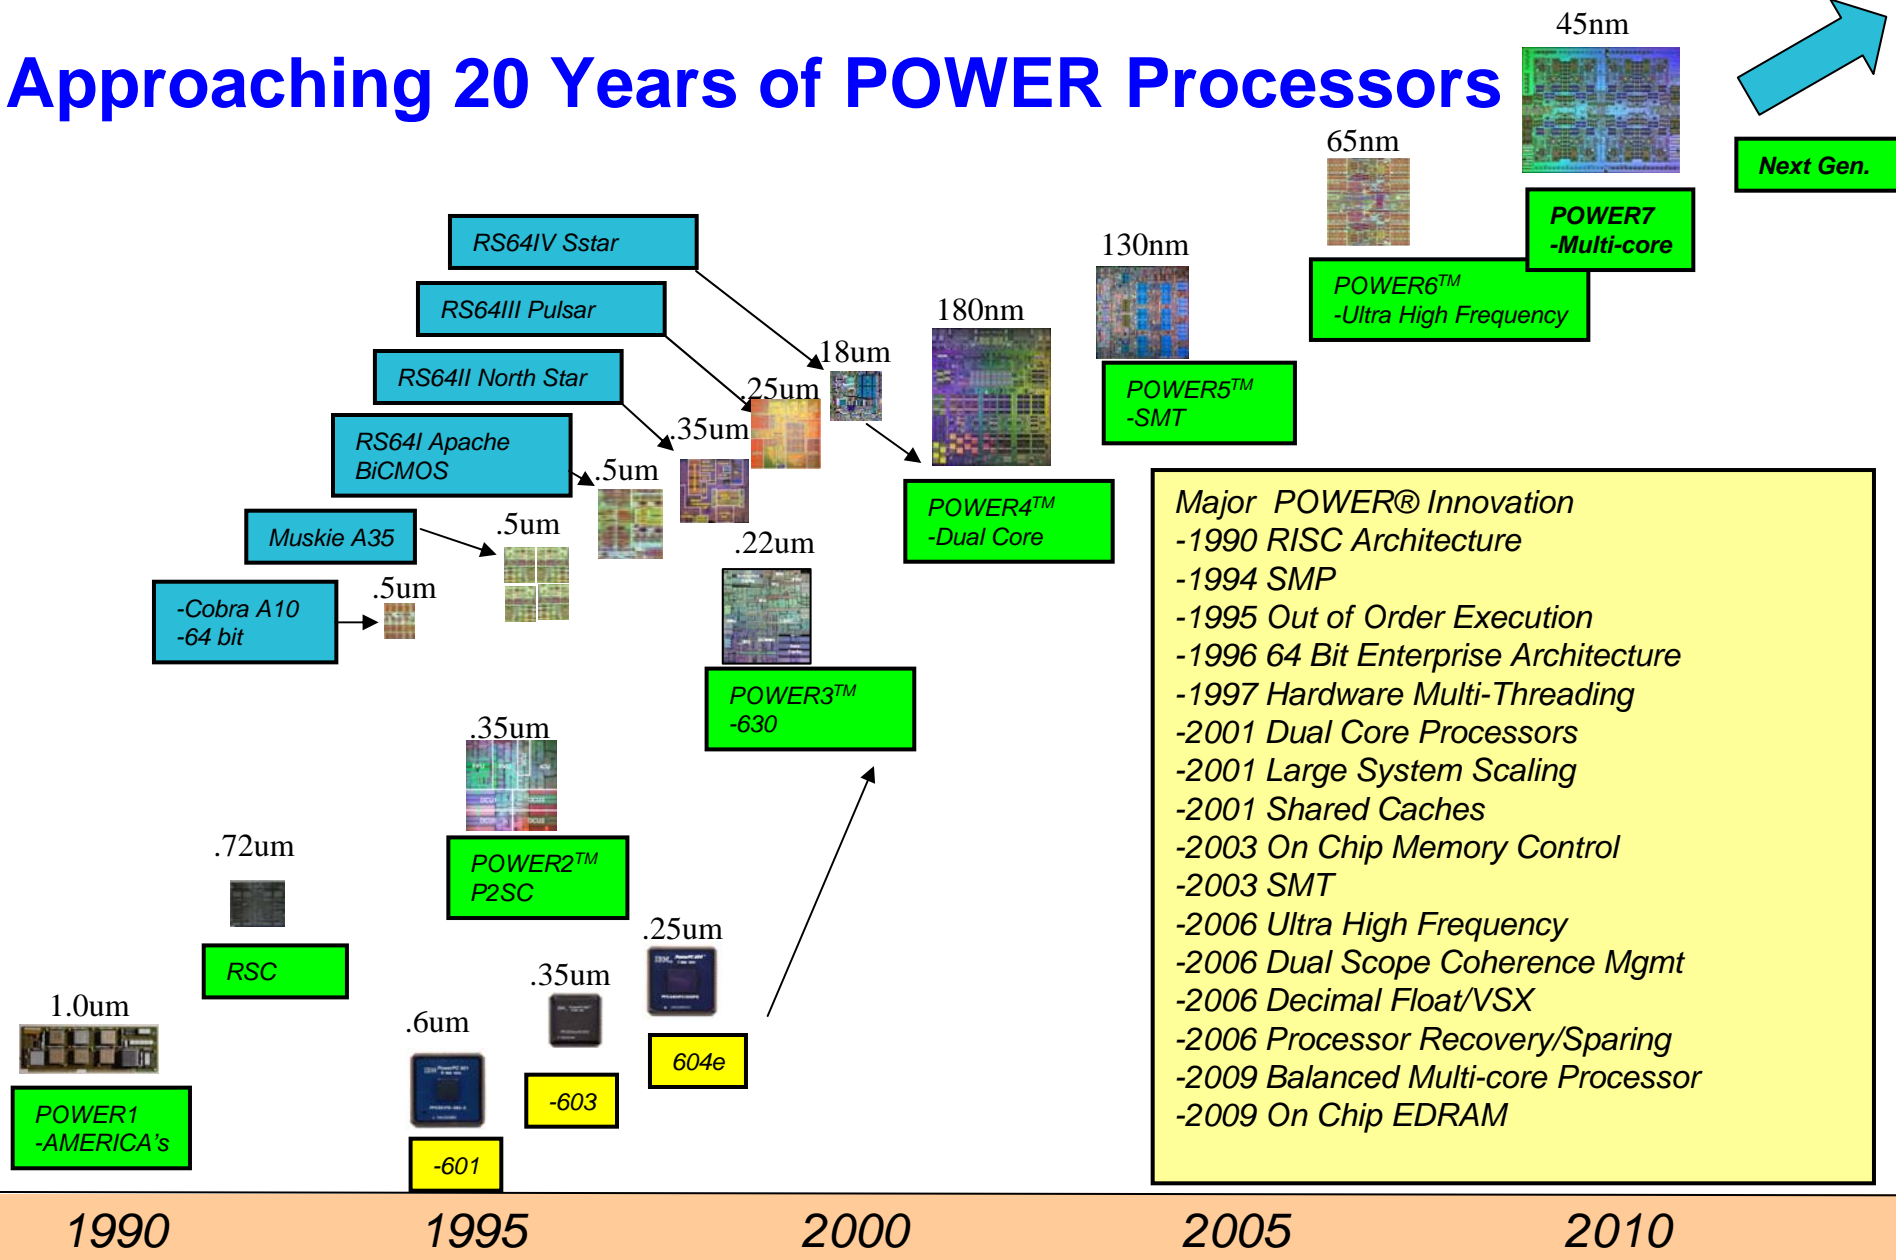 Approaching 20 Years of POWER Processors
45nm
Next Gen.
POWER7
-Multi-core
65nm
POWER6TM
-Ultra High Frequency
130nm
POWER5TM
-SMT
180nm
POWER4TM
-Dual Core
RS64IV Sstar
18um
RS64III Pulsar
.25um
RS64II North Star
.35um
RS64I Apache
BiCMOS
.5um
Muskie A35
.5um
-Cobra A10
-64 bit
.5um
.22um
POWER3TM
-630
.35um
POWER2TM
P2SC
.72um
RSC
1.0um
POWER1
-AMERICA's
.6um
-601
.35um
-603
.25um
604e
Major POWER® Innovation
-1990 RISC Architecture
-1994 SMP
-1995 Out of Order Execution
-1996 64 Bit Enterprise Architecture
-1997 Hardware Multi-Threading
-2001 Dual Core Processors
-2001 Large System Scaling
-2001 Shared Caches
-2003 On Chip Memory Control
-2003 SMT
-2006 Ultra High Frequency
-2006 Dual Scope Coherence Mgmt
-2006 Decimal Float/VSX
-2006 Processor Recovery/Sparing
-2009 Balanced Multi-core Processor
-2009 On Chip EDRAM
1990 1995 2000 2005 2010